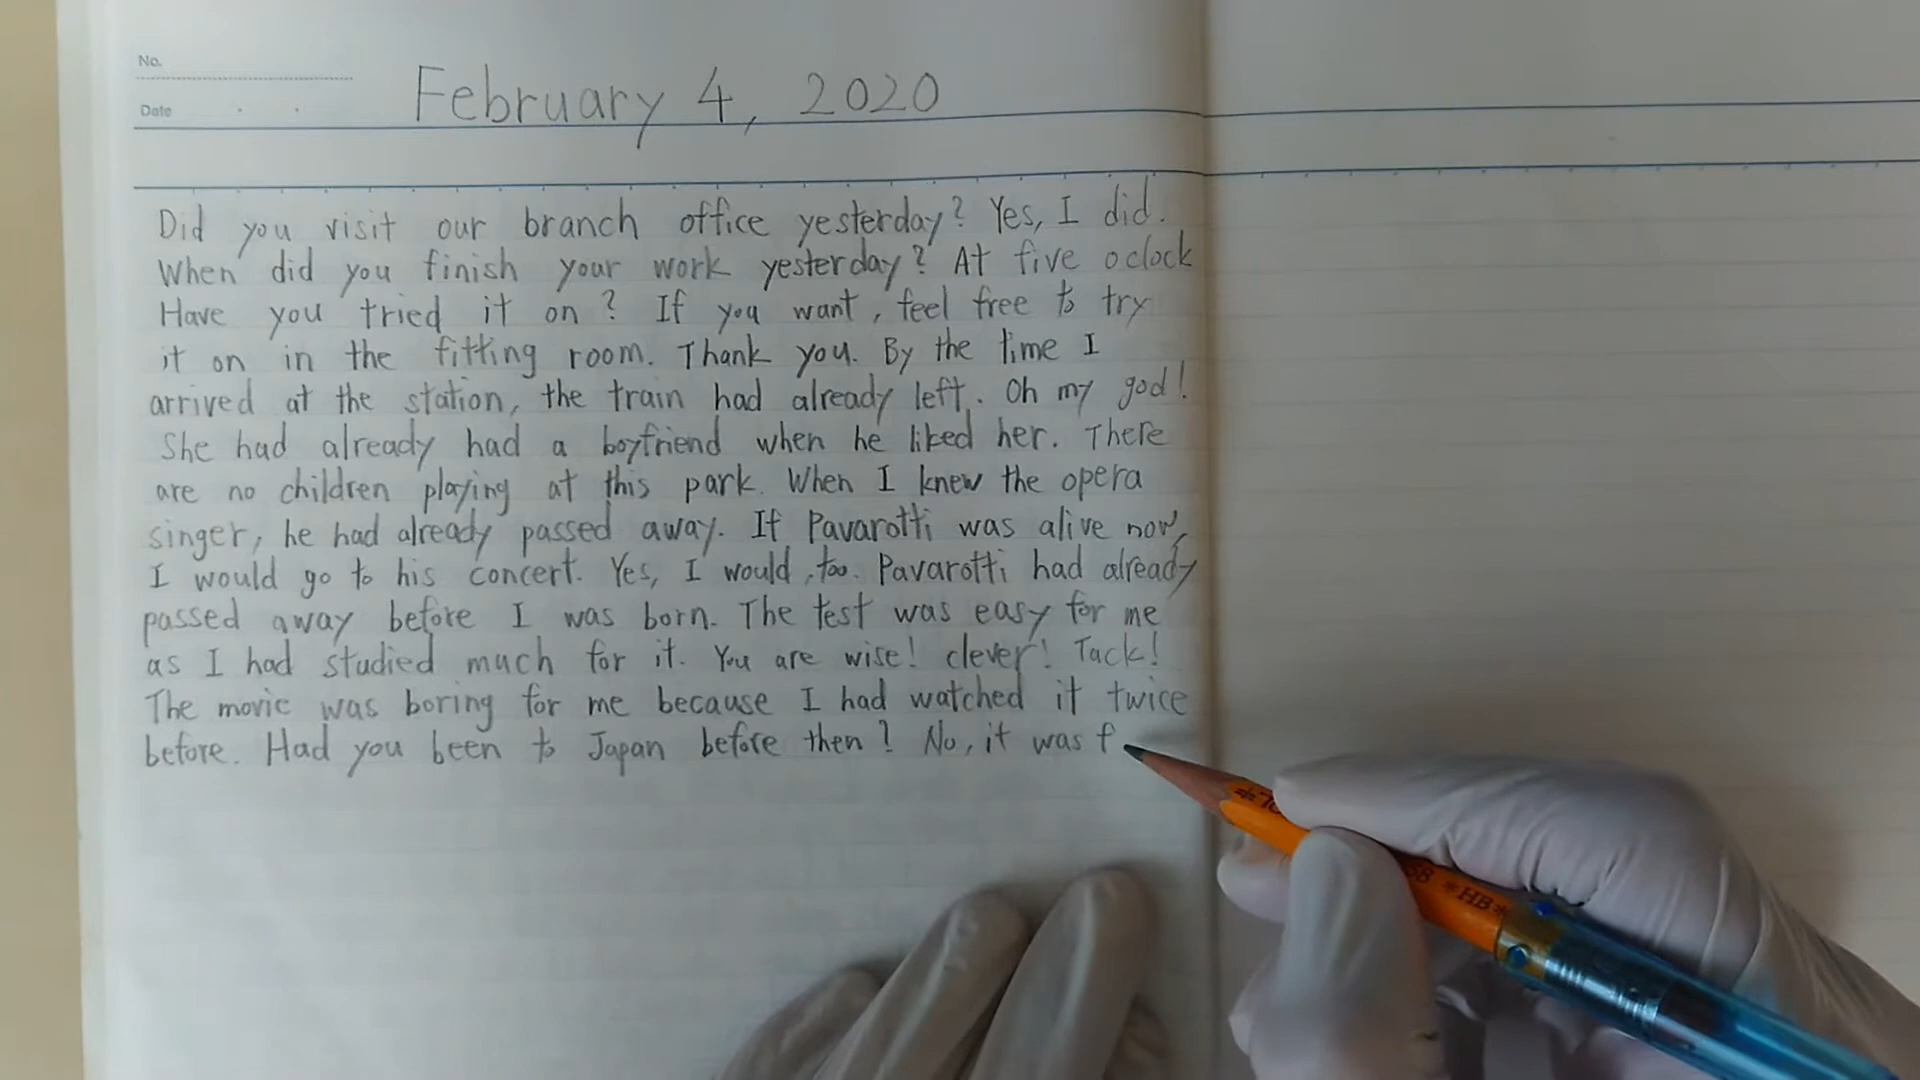 No.
February 4, 2020
Date
Did you visit our branch office yesterday? Yes, I did.
When did you finish your work yesterday? At five oclock
Have you tried it on? If you want, feel free to try
it on in the fitting room. Thank you. By the time I
arrived at the station, the train had already left. Oh my god!
She had already had a boyfriend when he liked her. There
are no children playing at this park. When I knew the opera
singer, he had already passed away. If Pavarotti was alive now,
I would go to his concert. Yes, I would, too. Pavarotti had already
passed away before I was born. The test was easy for me
as I had studied much for it. You are wise! clever! Tack!
The movie was boring for me because I had watched it twice
before. Had you been to Japan before then? No, it was f
*HB*